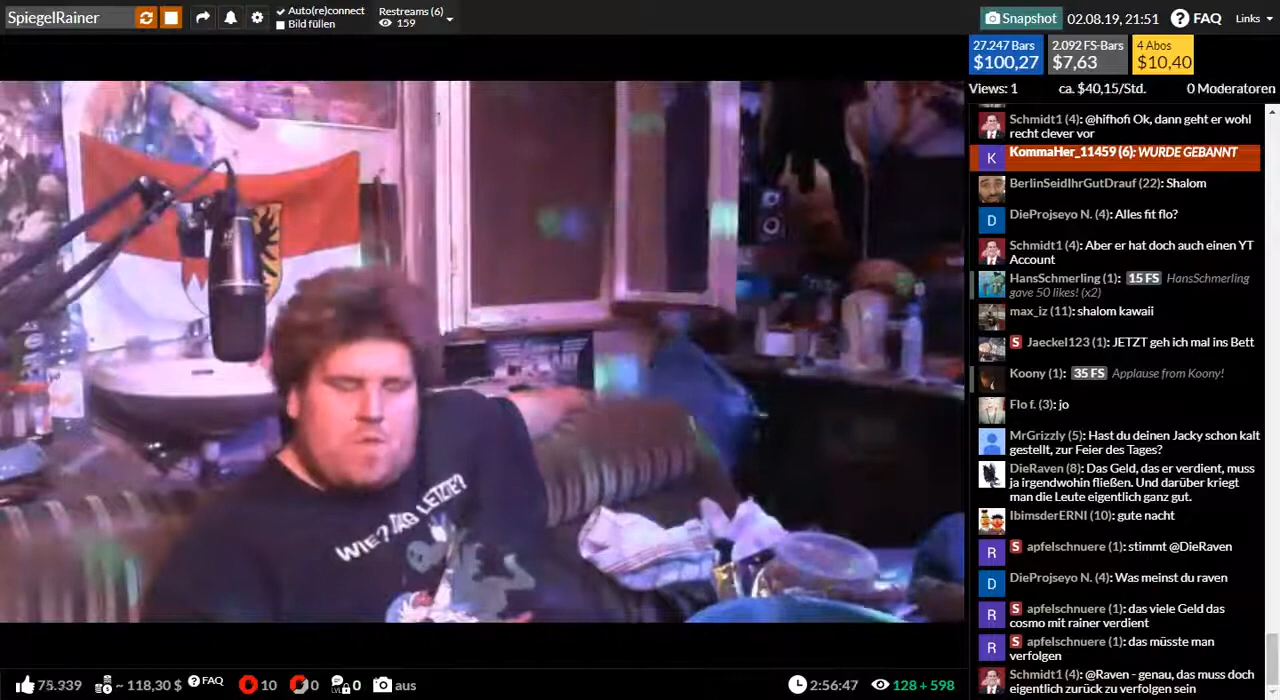 SpiegelRainer
Auto(re)connect
Bild füllen
Restreams (6)
159
Snapshot
02.08.19, 21:51
FAQ
Links
27.247 Bars
$100,27
2.092 FS-Bars
$7,63
4 Abos
$10,40
Views: 1
ca. $40,15/Std.
0 Moderatoren
Schmidt1 (4): @hifhofi Ok, dann geht er wohl
recht clever vor
K
KommaHer_11459 (6): WURDE GEBANNT
BerlinSeidIhrGutDrauf (22): Shalom
D
DieProjseyo N. (4): Alles fit flo?
Schmidt1 (4): Aber er hat doch auch einen YT
Account
HansSchmerling (1): 15 FS HansSchmerling
gave 50 likes! (x2)
max_iz (11): shalom kawaii
S Jaeckel123 (1): JETZT geh ich mal ins Bett
Koony (1): 35 FS Applause from Koony!
Flo f. (3): jo
MrGrizzly (5): Hast du deinen Jacky schon kalt
gestellt, zur Feier des Tages?
DieRaven (8): Das Geld, das er verdient, muss
ja irgendwohin fließen. Und darüber kriegt
man die Leute eigentlich ganz gut.
IbimsderERNI (10): gute nacht
R
S apfelschnuere (1): stimmt @DieRaven
D
DieProjseyo N. (4): Was meinst du raven
R
S apfelschnuere (1): das viele Geld das
cosmo mit rainer verdient
R
S apfelschnuere (1): das müsste man
verfolgen
Schmidt1 (4): @Raven - genau, das muss doch
eigentlich zurück zu verfolgen sein
WIE? TAG LETZTE?
75.939
~ 118,30 $
FAQ
10
0
0
aus
2:56:47
128 + 598